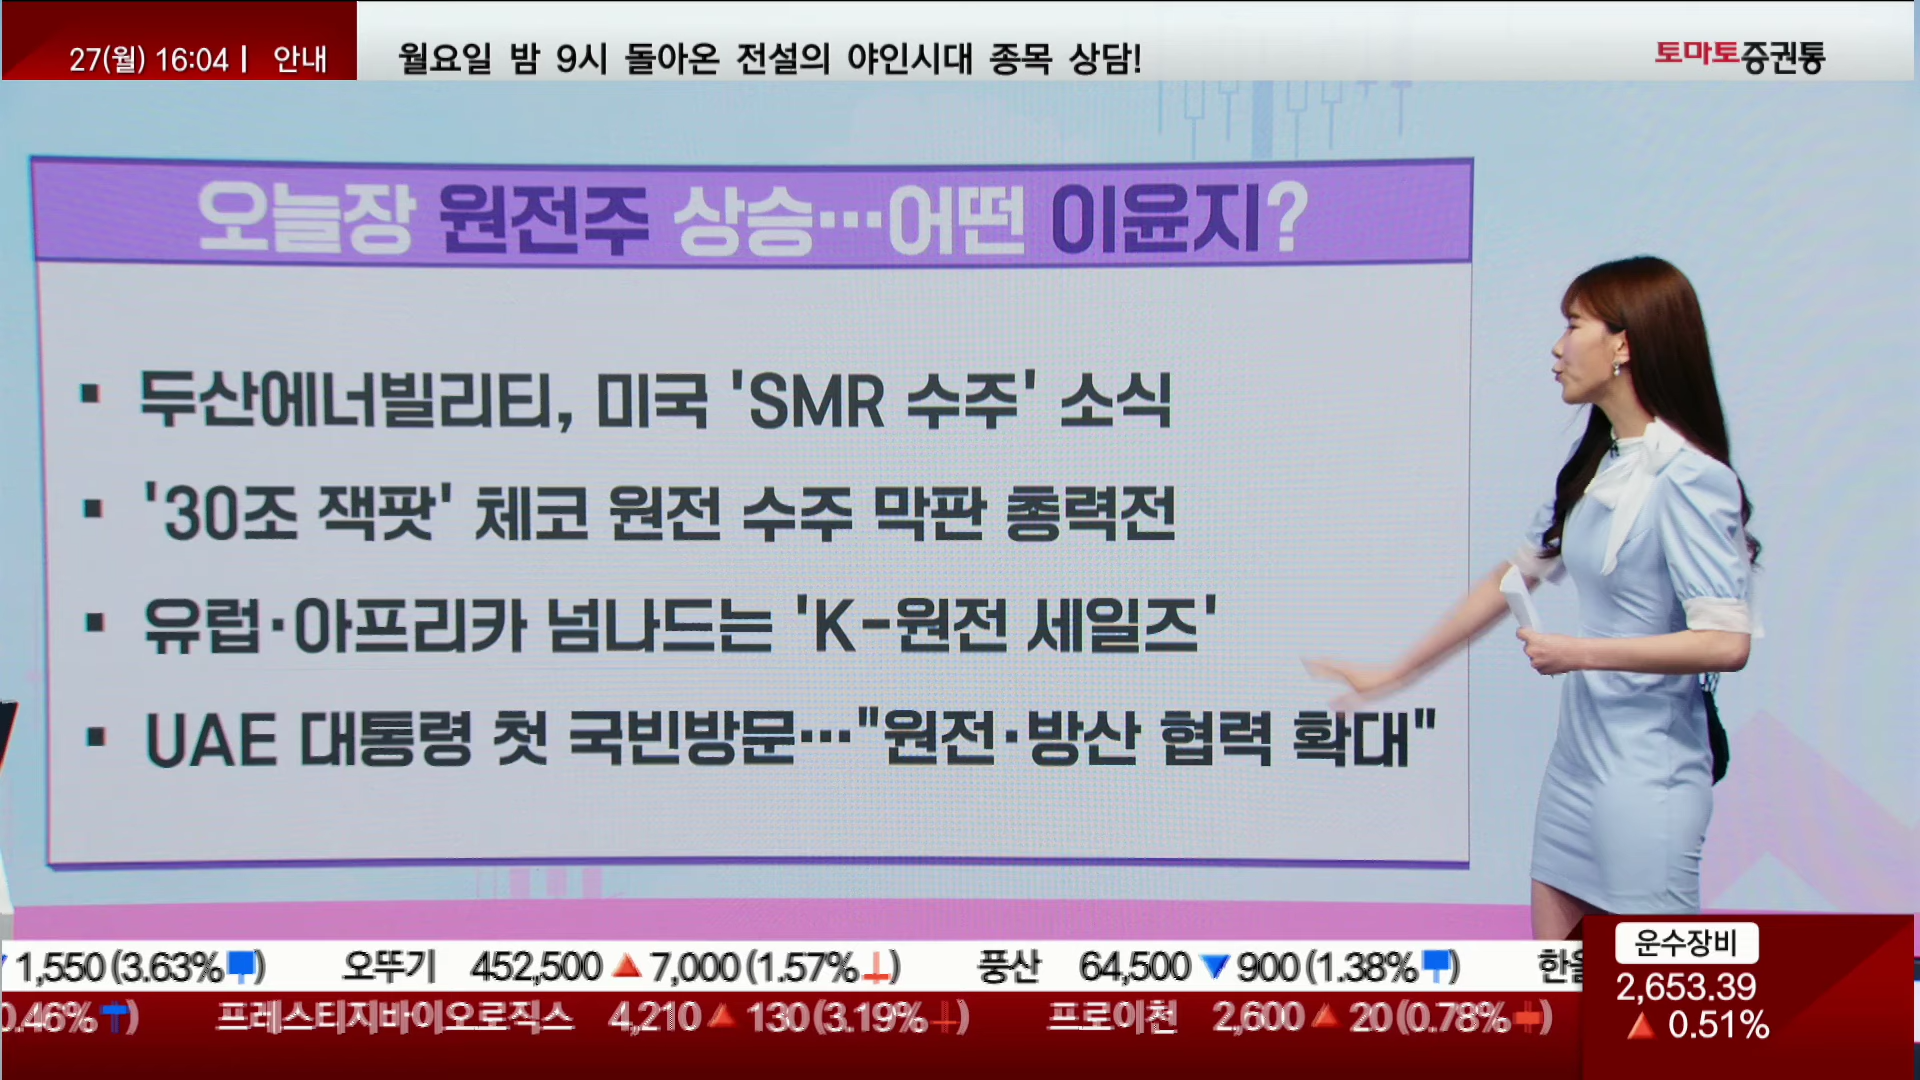 27(월) 16:04 | 안내
월요일 밤 9시 돌아온 전설의 야인시대 종목 상담!
토마토증권통
오늘장 원전주 상승…어떤 이윤지?
▪ 두산에너빌리티, 미국 'SMR 수주' 소식
▪ '30조 잭팟' 체코 원전 수주 막판 총력전
▪ 유럽·아프리카 넘나드는 'K-원전 세일즈'
▪ UAE 대통령 첫 국빈방문…"원전·방산 협력 확대"
▼ 1,550 (3.63%) 오뚜기 452,500 ▲ 7,000 (1.57%) 풍산 64,500 ▼ 900 (1.38%)
0.46%) 프레스티지바이오로직스 4,210 ▲ 130 (3.19%) 프로이천 2,600 ▲ 20 (0.78%)
운수장비
2,653.39
▲ 0.51%